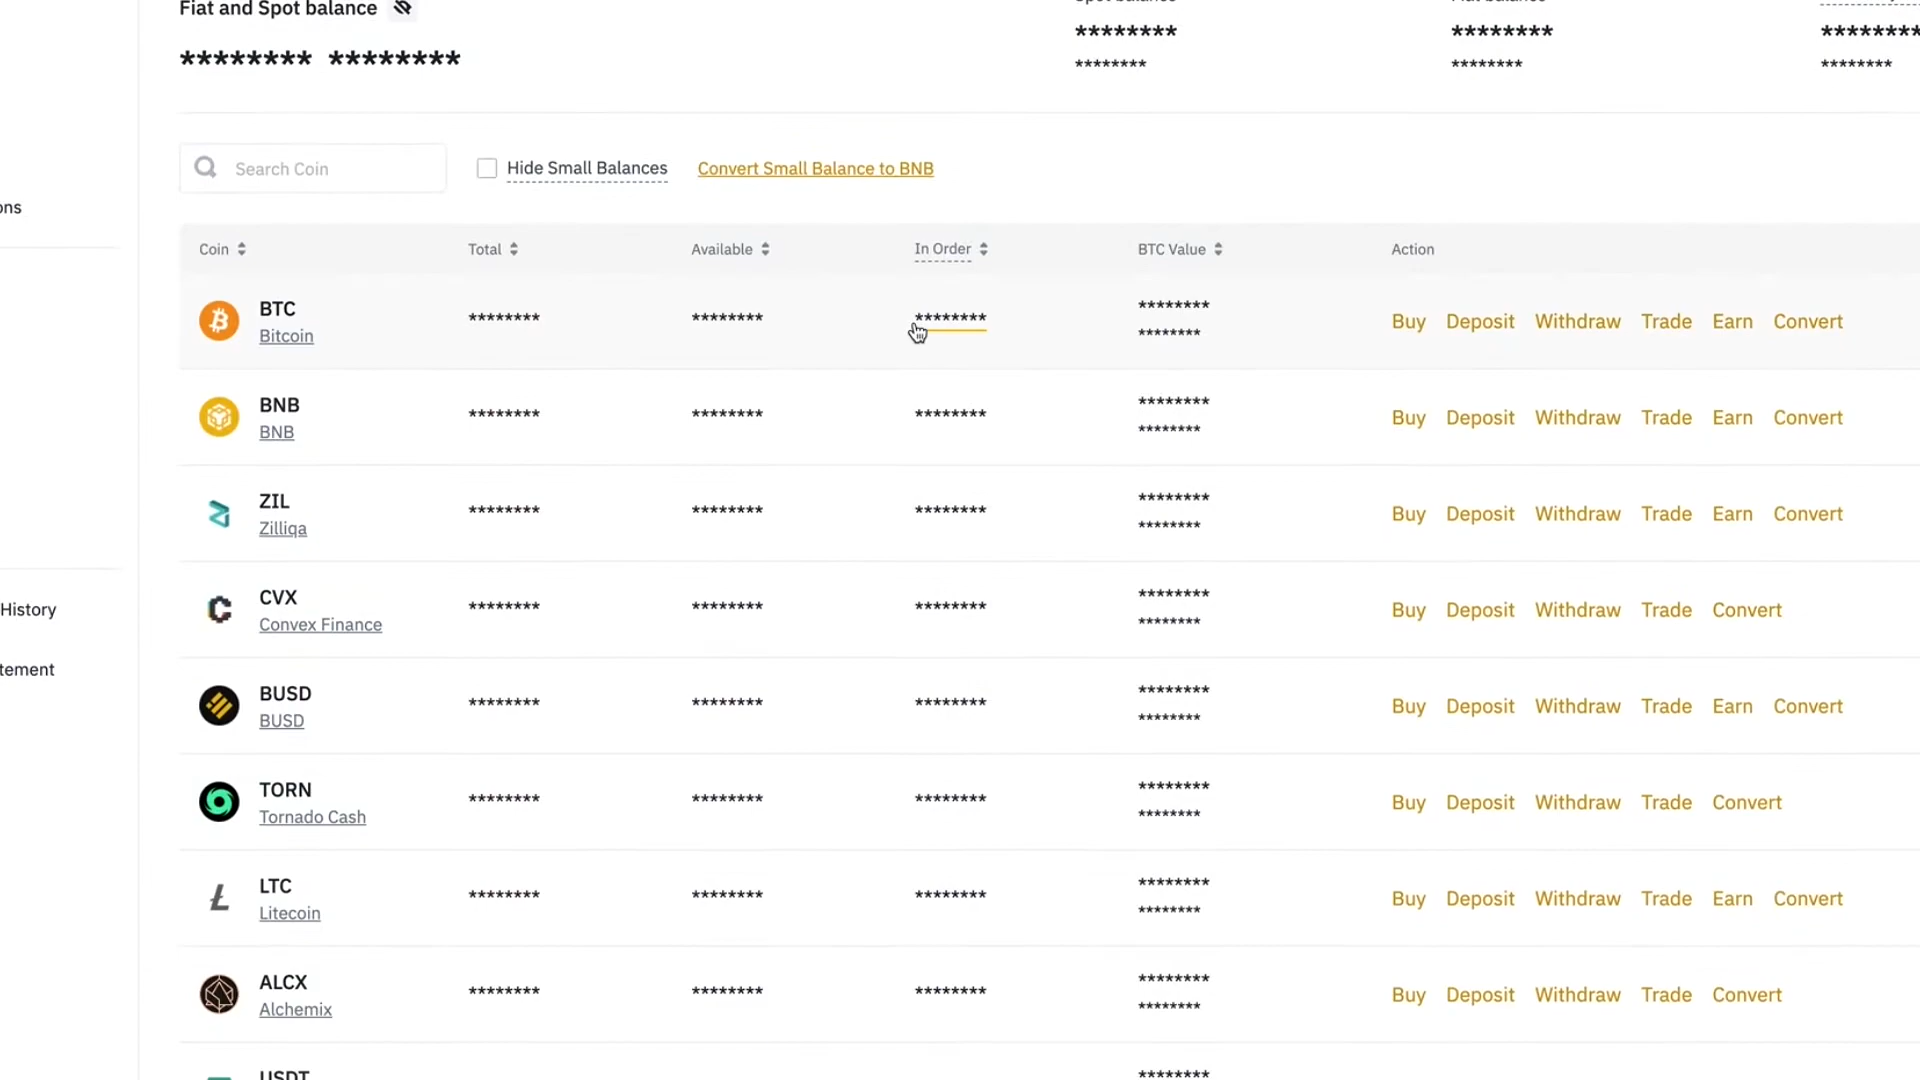 Fiat and Spot balance
******** ********
******** ******** ********
******** ******** ********
Search Coin Hide Small Balances Convert Small Balance to BNB
ons
Coin Total Available In Order BTC Value Action
BTC ******** ******** ******** ******** Buy Deposit Withdraw Trade Earn Convert
Bitcoin ********
BNB ******** ******** ******** ******** Buy Deposit Withdraw Trade Earn Convert
BNB ********
ZIL ******** ******** ******** ******** Buy Deposit Withdraw Trade Earn Convert
Zilliqa ********
CVX ******** ******** ******** ******** Buy Deposit Withdraw Trade Convert
Convex Finance ********
History
tement
BUSD ******** ******** ******** ******** Buy Deposit Withdraw Trade Earn Convert
BUSD ********
TORN ******** ******** ******** ******** Buy Deposit Withdraw Trade Convert
Tornado Cash ********
LTC ******** ******** ******** ******** Buy Deposit Withdraw Trade Earn Convert
Litecoin ********
ALCX ******** ******** ******** ******** Buy Deposit Withdraw Trade Convert
Alchemix ********
USDT ********